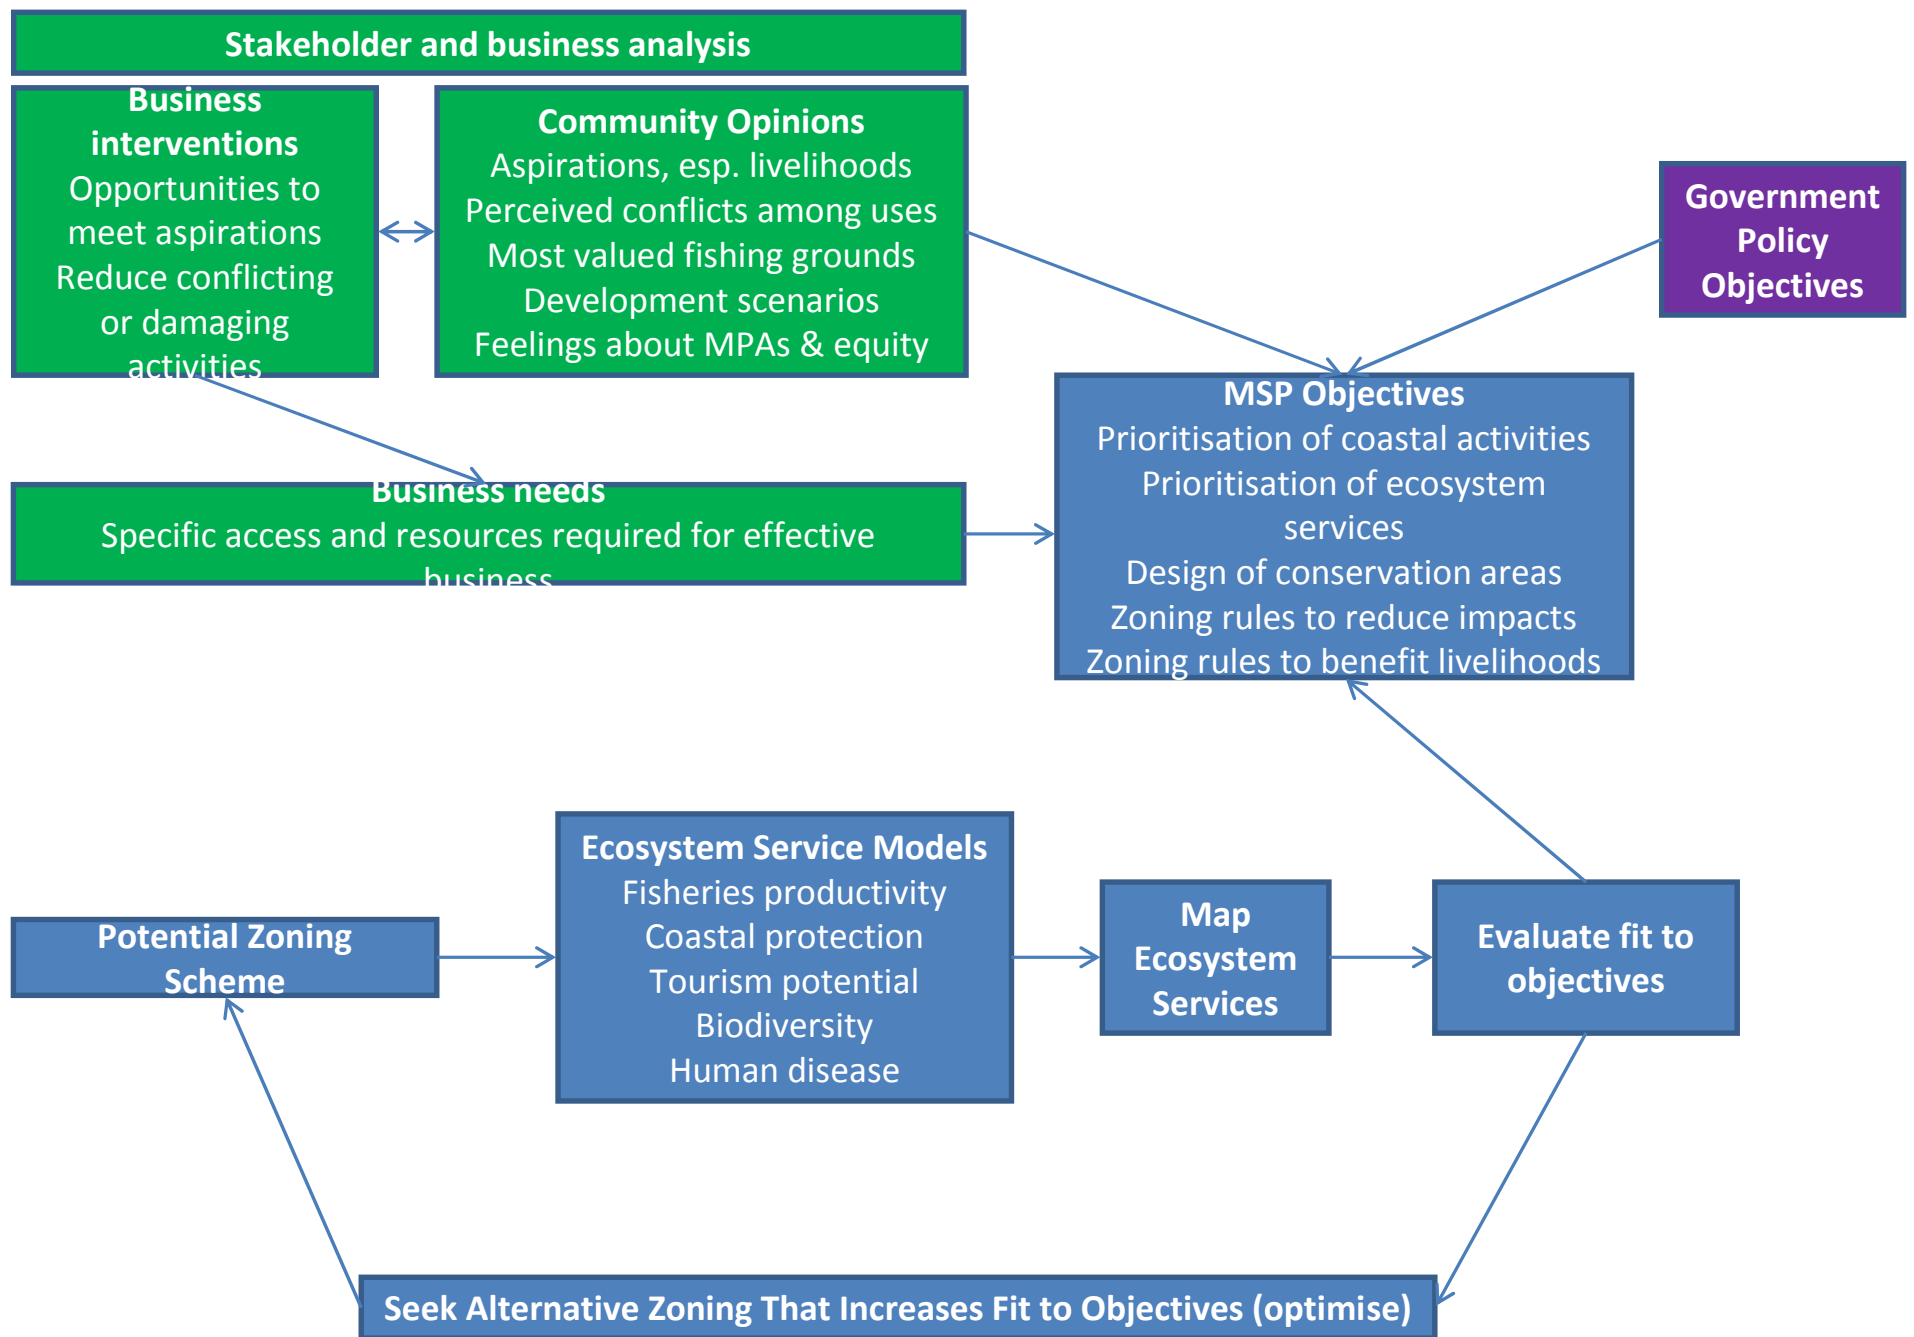 Stakeholder and business analysis
Business
interventions
Opportunities to
meet aspirations
Reduce conflicting
or damaging
activities
Community Opinions
Aspirations, esp. livelihoods
Perceived conflicts among uses
Most valued fishing grounds
Development scenarios
Feelings about MPAs & equity
Government
Policy
Objectives
Business needs
Specific access and resources required for effective
business
MSP Objectives
Prioritisation of coastal activities
Prioritisation of ecosystem
services
Design of conservation areas
Zoning rules to reduce impacts
Zoning rules to benefit livelihoods
Potential Zoning
Scheme
Ecosystem Service Models
Fisheries productivity
Coastal protection
Tourism potential
Biodiversity
Human disease
Map
Ecosystem
Services
Evaluate fit to
objectives
Seek Alternative Zoning That Increases Fit to Objectives (optimise)